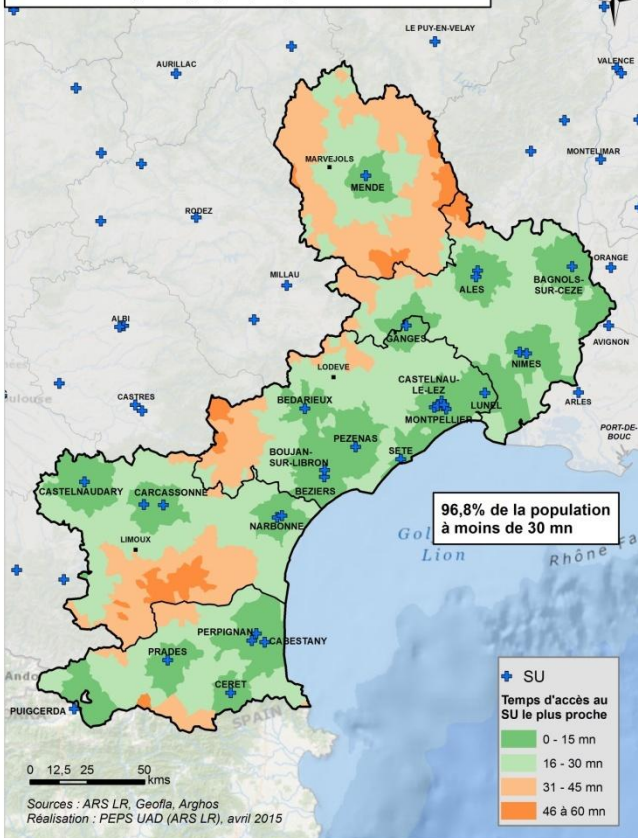 LE PUY-EN-VELAY
AURILLAC
VALENCE
MONTELIMAR
MARVEJOLS
MENDE
RODEZ
MILLAU
ALES
BAGNOLS-
SUR-CEZE
ORANGE
ALBI
GANGES
AVIGNON
NIMES
LODEVE
CASTRES
CASTELNAU-
LE-LEZ
MONTPELLIER
LUNEL
ARLES
BEDARIEUX
PORT-DE-
BOUC
PEZENAS
BOUJAN-
SUR-LIBRON
SETE
BEZIERS
CASTELNAUDARY
CARCASSONNE
NARBONNE
LIMOUX
96,8% de la population
à moins de 30 mn
Lion
Rhône Fa
PERPIGNAN
CABESTANY
PRADES
CERET
Ando
PUIGCERDA
SPAIN
SU
Temps d'accès au
SU le plus proche
0 - 15 mn
16 - 30 mn
31 - 45 mn
46 à 60 mn
0 12,5 25 50
kms
Sources : ARS LR, Geofla, Arghos
Réalisation : PEPS UAD (ARS LR), avril 2015